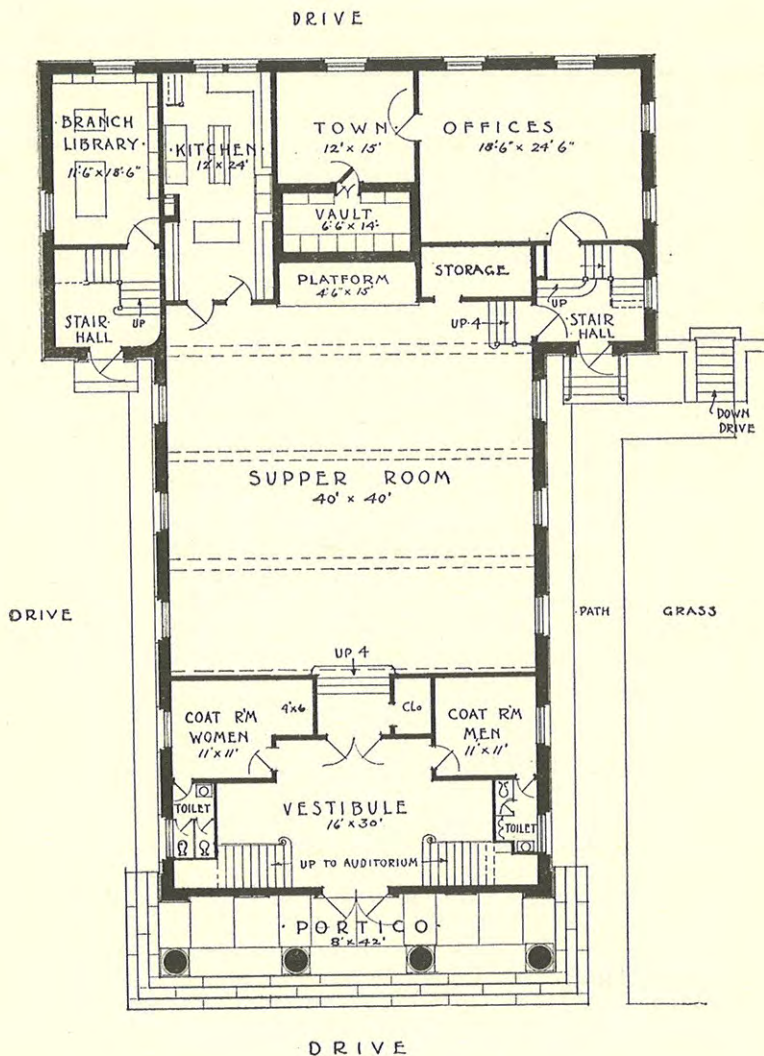 DRIVE
·BRANCH
LIBRARY·
11'-6" x 18'-6"
·KITCHEN·
12' x 24'
TOWN
12' x 15'
OFFICES
18'-6" x 24'6"
VAULT
6'-6" x 14'-
PLATFORM
4'-6" x 15'
STORAGE
UP
STAIR
HALL
UP
UP-4
STAIR
HALL
DOWN
DRIVE
SUPPER ROOM
40' x 40'
DRIVE
PATH
GRASS
UP 4
COAT R'M
WOMEN
11' x 11'
4'x6
CLO
COAT R'M
MEN
11' x 11'
TOILET
VESTIBULE
16' x 30'
TOILET
UP TO AUDITORIUM
·PORTICO·
8' x 42'
DRIVE